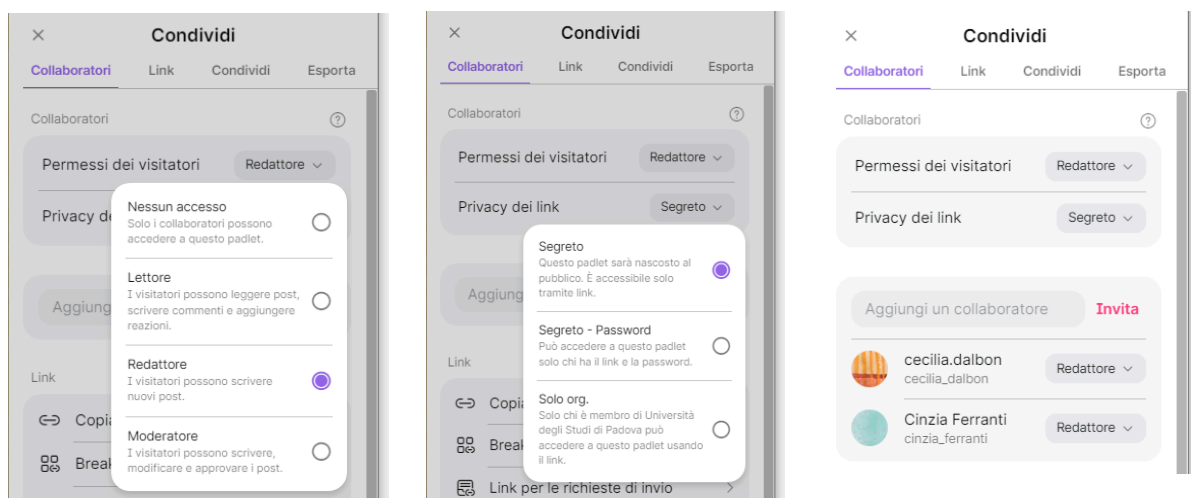 Condividi
Collaboratori Link Condividi Esporta
Collaboratori
Permessi dei visitatori Redattore
Privacy de
Nessun accesso
Solo i collaboratori possono
accedere a questo padlet.
Lettore
I visitatori possono leggere post,
scrivere commenti e aggiungere
reazioni.
Redattore
I visitatori possono scrivere
nuovi post.
Moderatore
I visitatori possono scrivere,
modificare e approvare i post.
Aggiung
Link
Copia
Break
Condividi
Collaboratori Link Condividi Esporta
Collaboratori
Permessi dei visitatori Redattore
Privacy dei link Segreto
Segreto
Questo padlet sarà nascosto al
pubblico. È accessibile solo
tramite link.
Segreto - Password
Può accedere a questo padlet
solo chi ha il link e la password.
Solo org.
Solo chi è membro di Università
degli Studi di Padova può
accedere a questo padlet usando
il link.
Aggiung
Link
Copia
Break
Link per le richieste di invio
Condividi
Collaboratori Link Condividi Esporta
Collaboratori
Permessi dei visitatori Redattore
Privacy dei link Segreto
Aggiungi un collaboratore Invita
cecilia.dalbon Redattore
cecilia_dalbon
Cinzia Ferranti Redattore
cinzia_ferranti